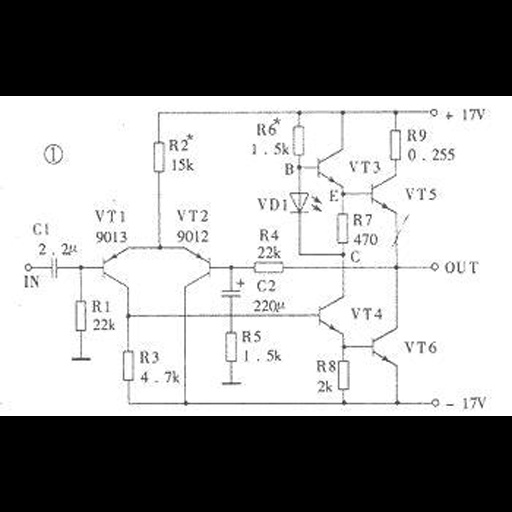 ①
+ 17V
R6*
1.5k
R9
0.255
R2*
15k
B
VT3
E
VT5
VD1
C1
2.2μ
VT1
9013
VT2
9012
R4
22k
R7
470
C
IN
+
C2
220μ
OUT
R1
22k
VT4
R5
1.5k
VT6
R3
4.7k
R8
2k
- 17V